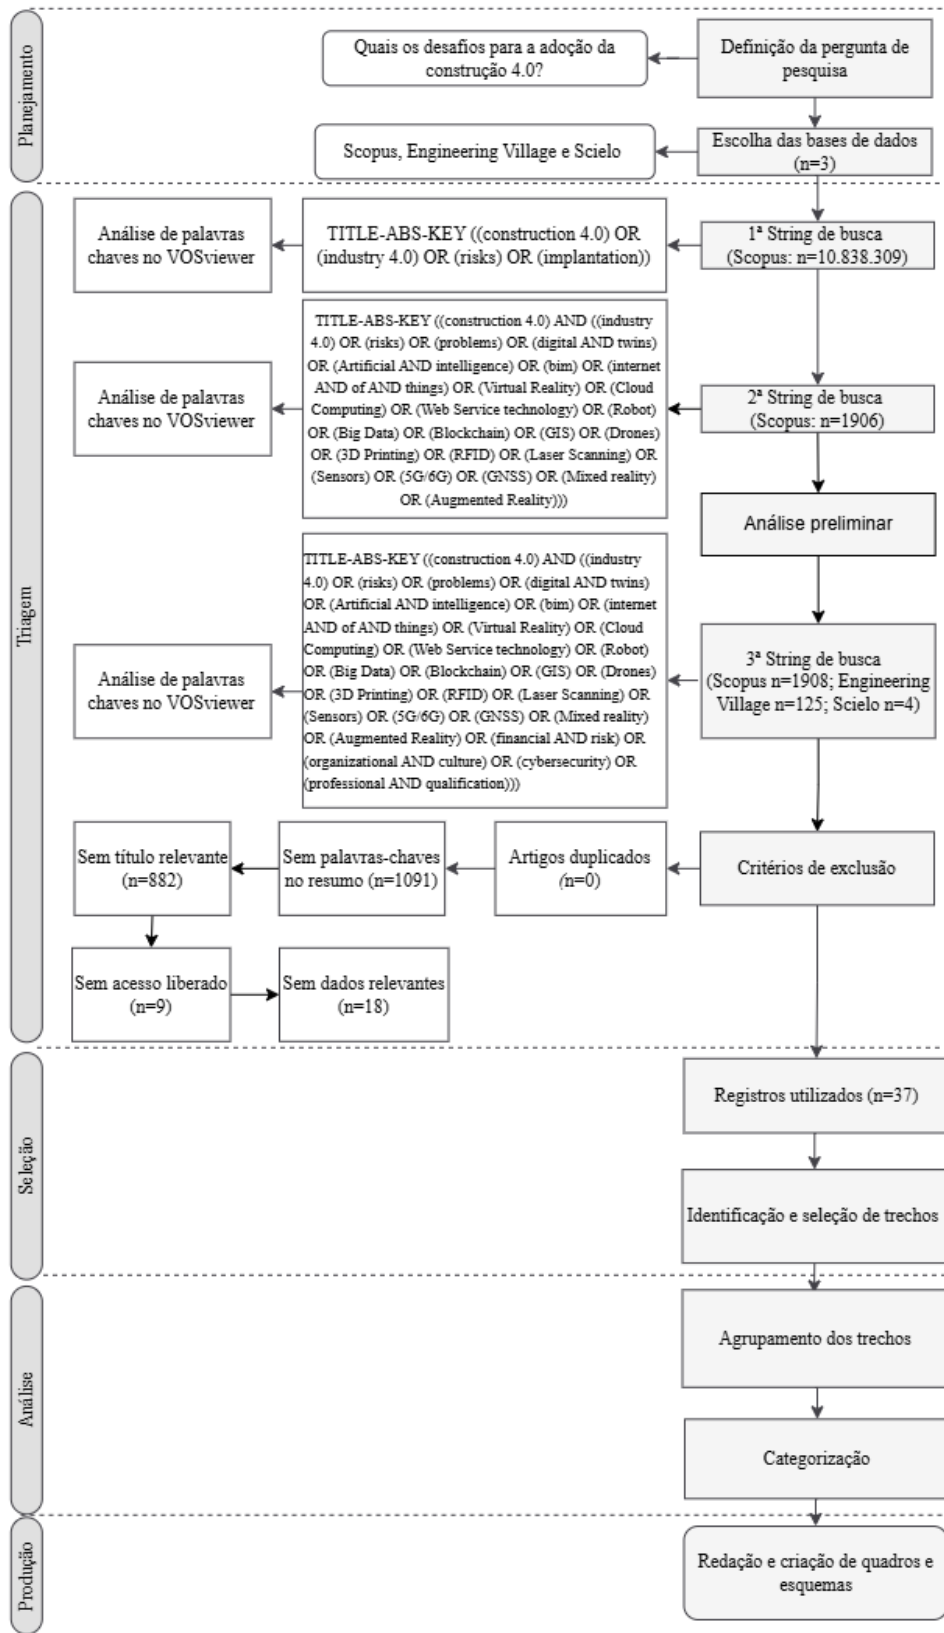 Planejamento
Quais os desafios para a adoção da
construção 4.0?
Definição da pergunta de
pesquisa
Scopus, Engineering Village e Scielo
Escolha das bases de dados
(n=3)
Triagem
Análise de palavras
chaves no VOSviewer
TITLE-ABS-KEY ((construction 4.0) OR
(industry 4.0) OR (risks) OR (implantation))
1ª String de busca
(Scopus: n=10.838.309)
Análise de palavras
chaves no VOSviewer
TITLE-ABS-KEY ((construction 4.0) AND ((industry
4.0) OR (risks) OR (problems) OR (digital AND twins)
OR (Artificial AND intelligence) OR (bim) OR (internet
AND of AND things) OR (Virtual Reality) OR (Cloud
Computing) OR (Web Service technology) OR (Robot)
OR (Big Data) OR (Blockchain) OR (GIS) OR (Drones)
OR (3D Printing) OR (RFID) OR (Laser Scanning) OR
(Sensors) OR (5G/6G) OR (GNSS) OR (Mixed reality)
OR (Augmented Reality)))
2ª String de busca
(Scopus: n=1906)
Análise preliminar
Análise de palavras
chaves no VOSviewer
TITLE-ABS-KEY ((construction 4.0) AND ((industry
4.0) OR (risks) OR (problems) OR (digital AND twins)
OR (Artificial AND intelligence) OR (bim) OR (internet
AND of AND things) OR (Virtual Reality) OR (Cloud
Computing) OR (Web Service technology) OR (Robot)
OR (Big Data) OR (Blockchain) OR (GIS) OR (Drones)
OR (3D Printing) OR (RFID) OR (Laser Scanning) OR
(Sensors) OR (5G/6G) OR (GNSS) OR (Mixed reality)
OR (Augmented Reality) OR (financial AND risk) OR
(organizational AND culture) OR (cybersecurity) OR
(professional AND qualification)))
3ª String de busca
(Scopus n=1908; Engineering
Village n=125; Scielo n=4)
Sem título relevante
(n=882)
Sem palavras-chaves
no resumo (n=1091)
Artigos duplicados
(n=0)
Critérios de exclusão
Sem acesso liberado
(n=9)
Sem dados relevantes
(n=18)
Seleção
Registros utilizados (n=37)
Identificação e seleção de trechos
Análise
Agrupamento dos trechos
Categorização
Produção
Redação e criação de quadros e
esquemas